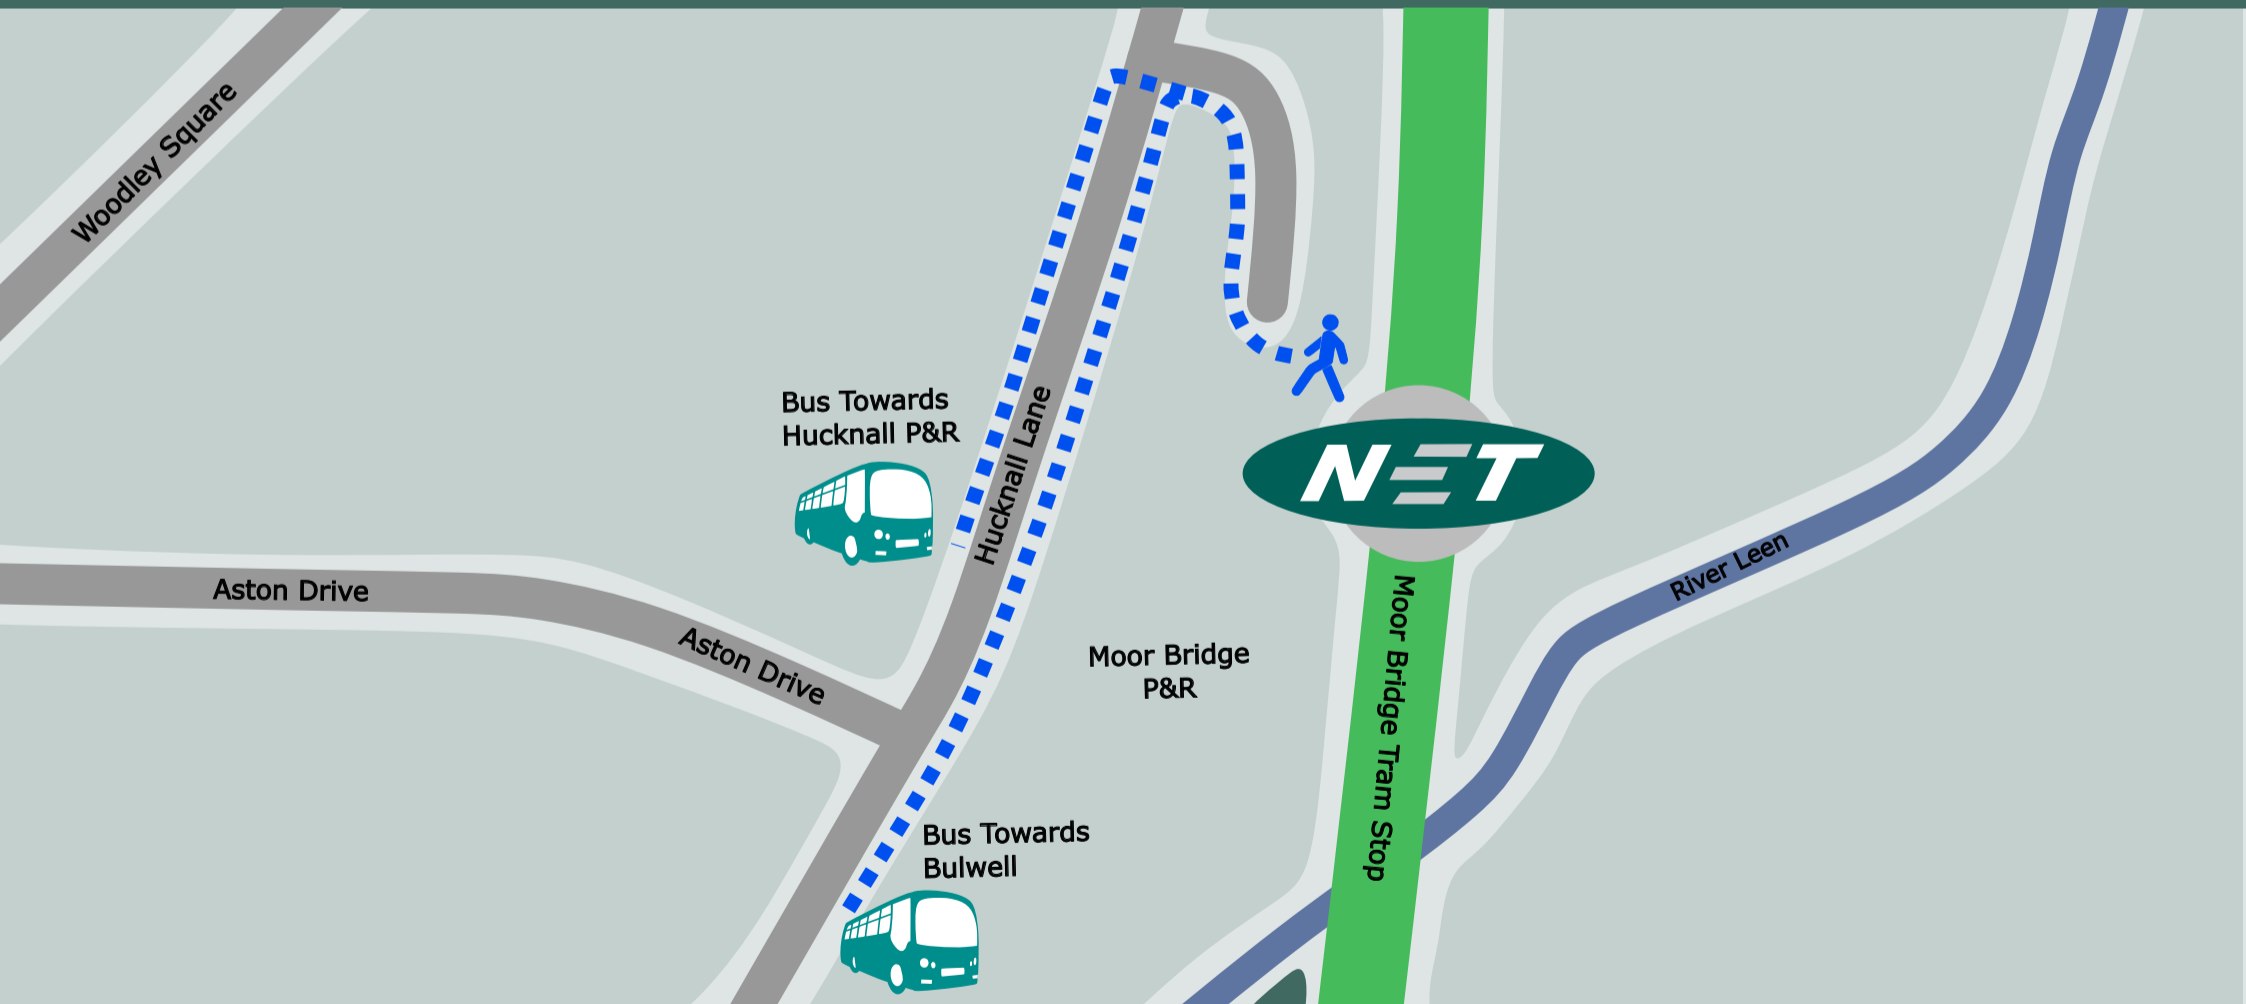 Woodley Square
Bus Towards
Hucknall P&R
Hucknall Lane
NET
River Leen
Aston Drive
Aston Drive
Moor Bridge
P&R
Moor Bridge Tram Stop
Bus Towards
Bulwell